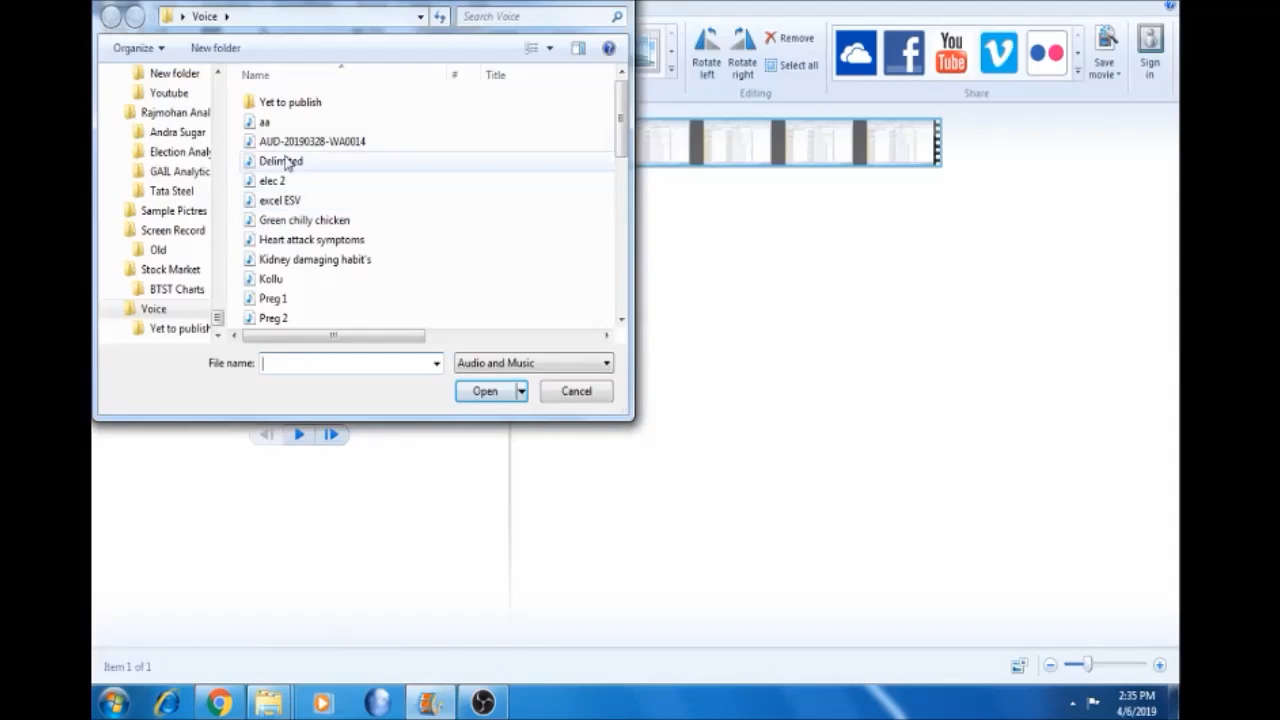 Voice
Search Voice
Organize
New folder
New folder
Youtube
Rajmohan Anal
Andra Sugar
Election Analy
GAIL Analytic
Tata Steel
Sample Pictres
Screen Record
Old
Stock Market
BTST Charts
Voice
Yet to publish
Name
#
Title
Yet to publish
aa
AUD-20190328-WA0014
Delimited
elec 2
excel ESV
Green chilly chicken
Heart attack symptoms
Kidney damaging habit's
Kollu
Preg 1
Preg 2
File name:
Audio and Music
Open
Cancel
Rotate left
Rotate right
Remove
Select all
Editing
You Tube
Share
Save movie
Sign in
Item 1 of 1
2:35 PM
4/6/2019